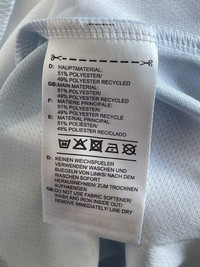 D: HAUPTMATERIAL:
51% POLYESTER/
49% POLYESTER RECYCLED
GB: MAIN MATERIAL:
51% POLYESTER/
49% POLYESTER RECYCLED
F: MATIERE PRINCIPALE:
51% POLYESTER/
49% POLYESTER RECYCLE
E: MATERIAL PRINCIPAL:
51% POLIESTER/
49% POLIESTER RECICLADO
D: KEINEN WEICHSPUELER
VERWENDEN/ WASCHEN UND
BUEGELN VON LINKS/ NACH DEM
WASCHEN SOFORT
HERAUSNEHMEN/ ZUM TROCKNEN
AUFHAENGEN
GB: DO NOT USE FABRIC SOFTENER/
WASH AND IRON INSIDE OUT/
REMOVE IMMEDIATELY/ LINE DRY